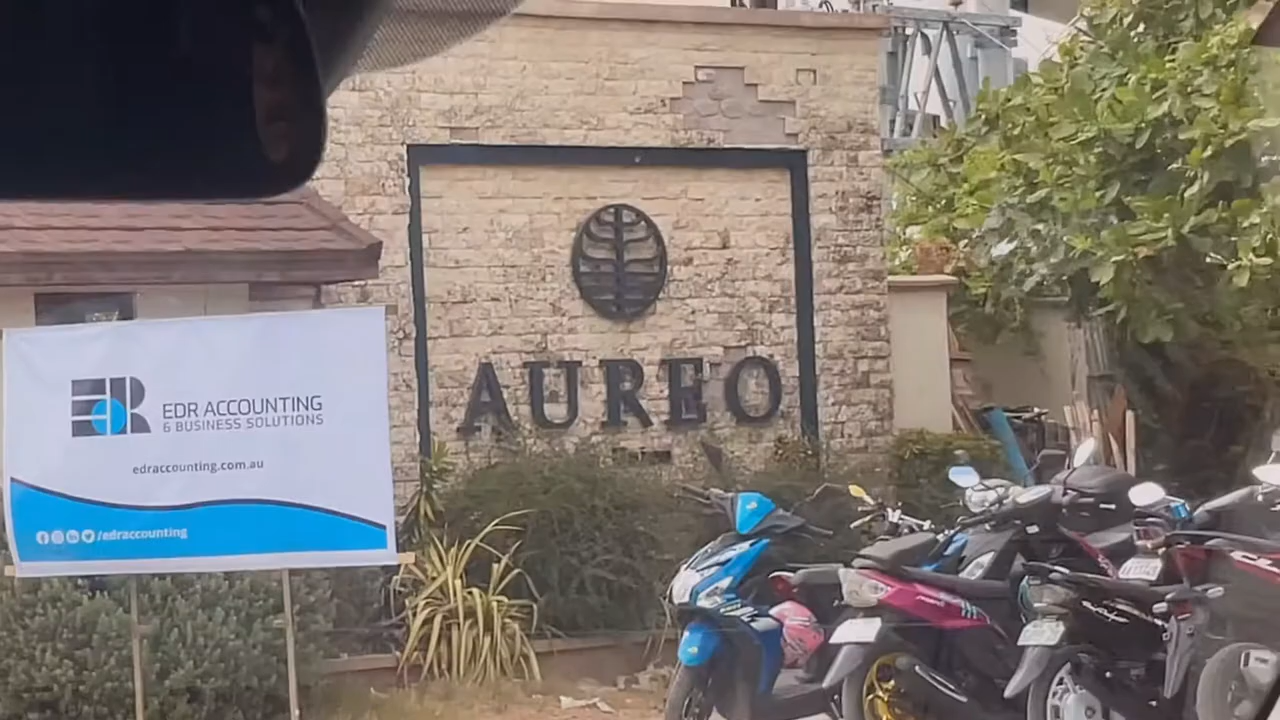 EDR ACCOUNTING
& BUSINESS SOLUTIONS
edraccounting.com.au
/edraccounting
AUREO